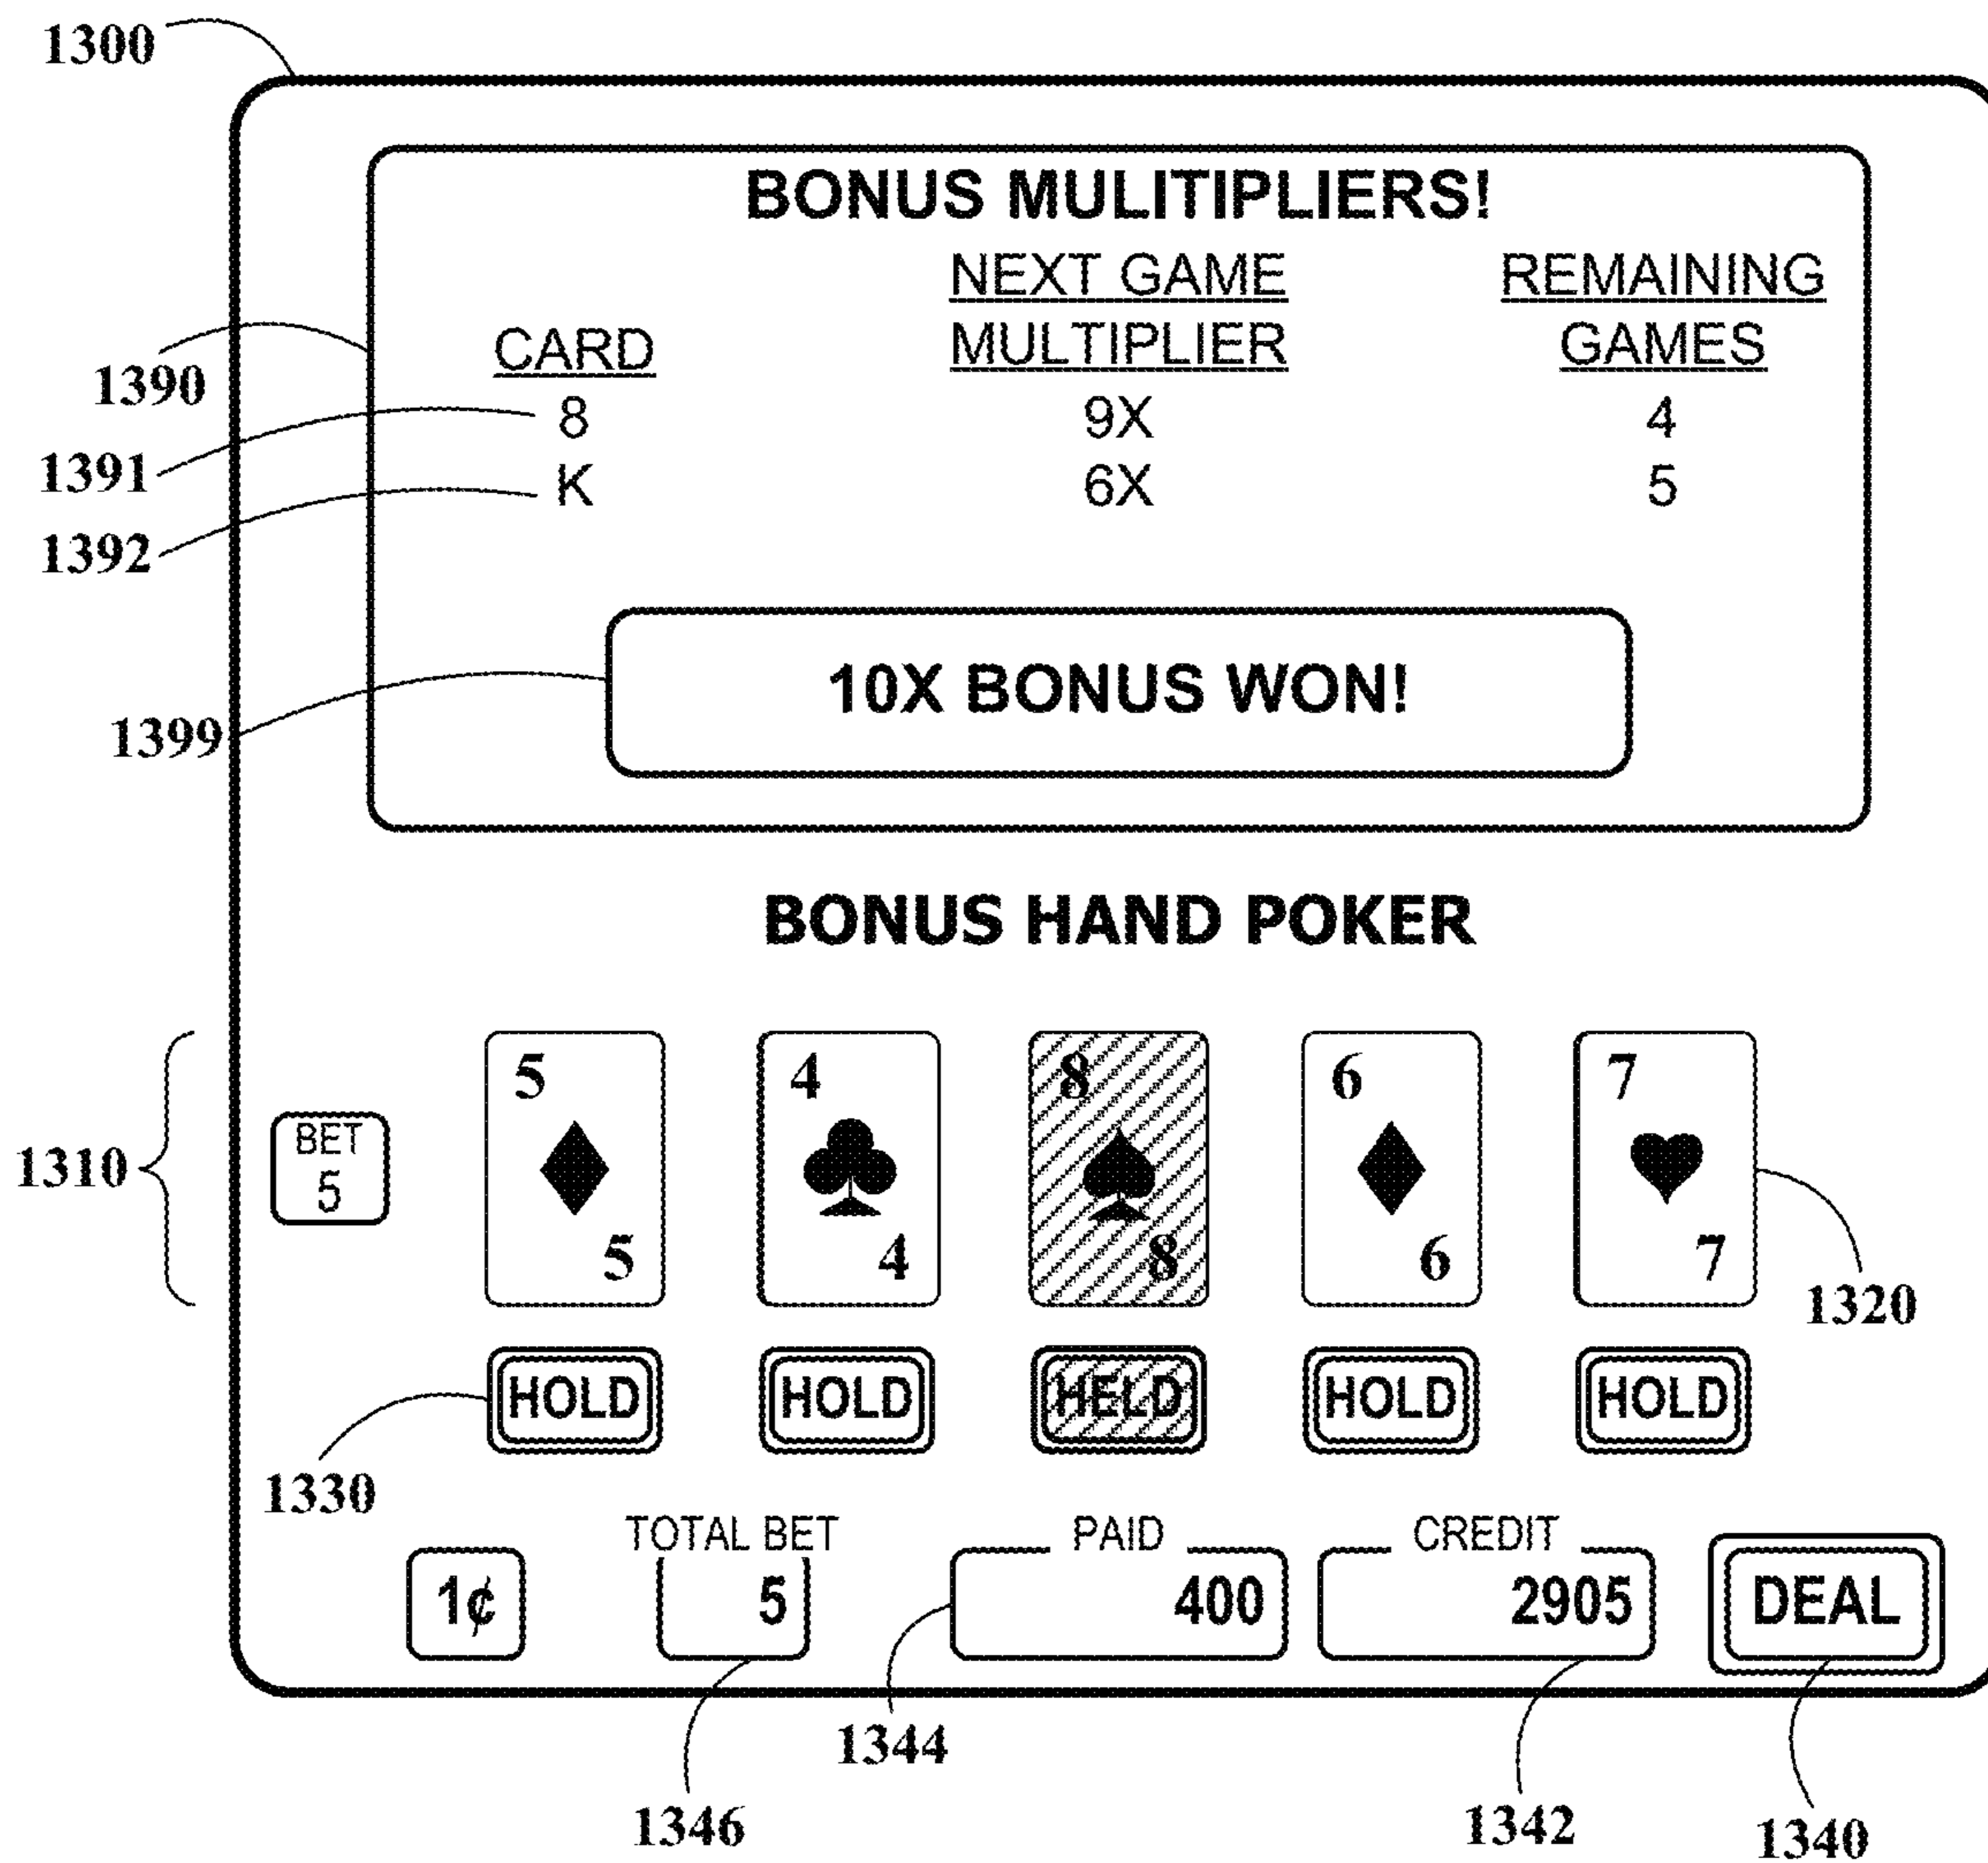 1300
BONUS MULITIPLIERS!
NEXT GAME REMAINING
CARD MULTIPLIER GAMES
1390
8 9X 4
1391
K 6X 5
1392
10X BONUS WON!
1399
BONUS HAND POKER
5 4 8 6 7
1310
BET
5
5 4 8 6 7
1320
HOLD HOLD HELD HOLD HOLD
1330
TOTAL BET PAID CREDIT
1¢ 5 400 2905 DEAL
1344
1346 1342 1340